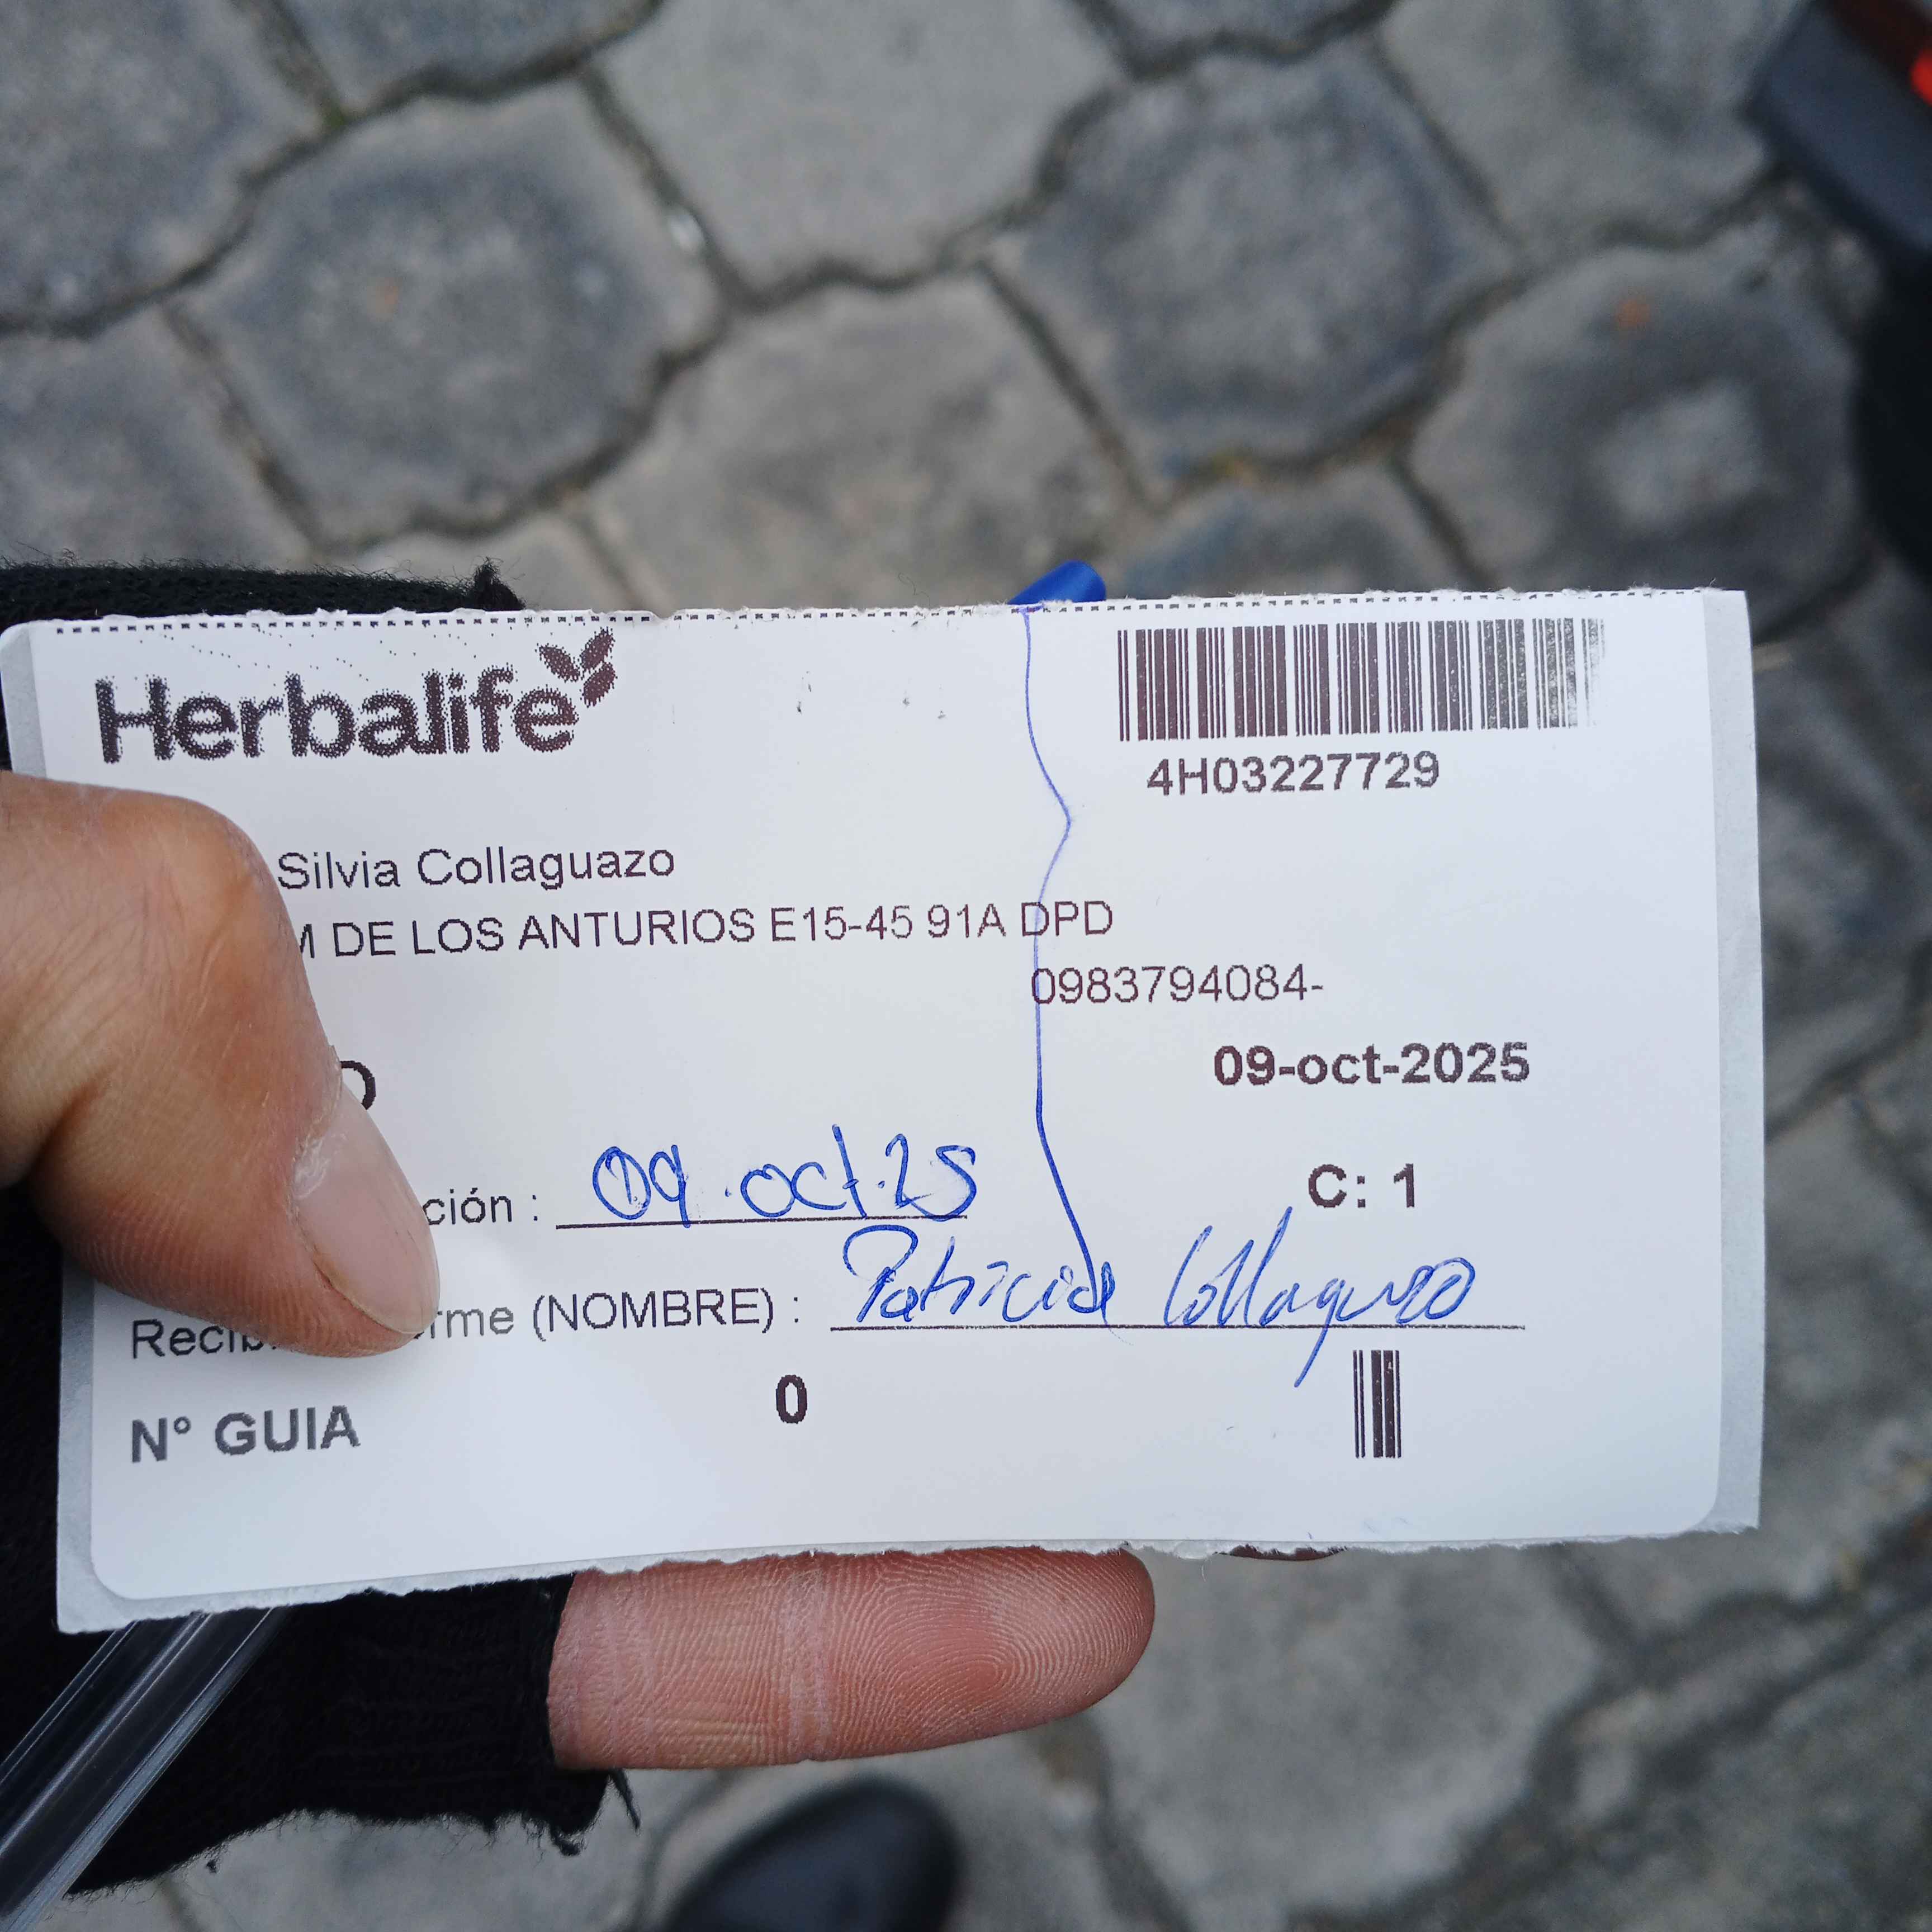 Herbalife
4H03227729
Silvia Collaguazo
M DE LOS ANTURIOS E15-45 91A DPD
0983794084-
09-oct-2025
ción : 09.oct.25
C: 1
rme (NOMBRE) : Patricia Collaguazo
N° GUIA 0